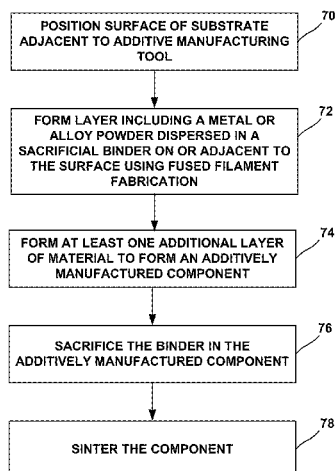 POSITION SURFACE OF SUBSTRATE
ADJACENT TO ADDITIVE MANUFACTURING
TOOL
70
FORM LAYER INCLUDING A METAL OR
ALLOY POWDER DISPERSED IN A
SACRIFICIAL BINDER ON OR ADJACENT TO
THE SURFACE USING FUSED FILAMENT
FABRICATION
72
FORM AT LEAST ONE ADDITIONAL LAYER
OF MATERIAL TO FORM AN ADDITIVELY
MANUFACTURED COMPONENT
74
SACRIFICE THE BINDER IN THE
ADDITIVELY MANUFACTURED COMPONENT
76
SINTER THE COMPONENT
78